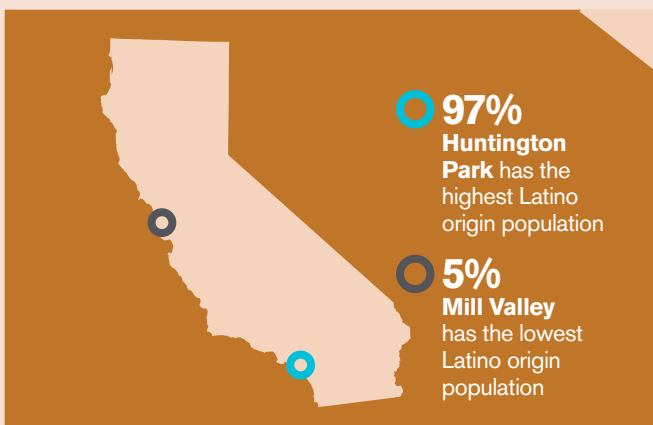 97%
Huntington
Park has the
highest Latino
origin population
5%
Mill Valley
has the lowest
Latino origin
population